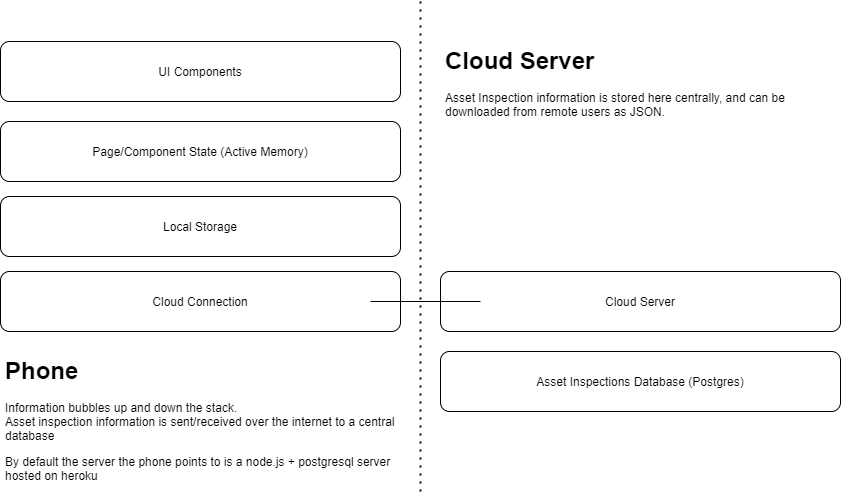 UI Components
Page/Component State (Active Memory)
Local Storage
Cloud Connection
Phone
Information bubbles up and down the stack.
Asset inspection information is sent/received over the internet to a central
database
By default the server the phone points to is a node.js + postgresql server
hosted on heroku
Cloud Server
Asset Inspection information is stored here centrally, and can be
downloaded from remote users as JSON.
Cloud Server
Asset Inspections Database (Postgres)